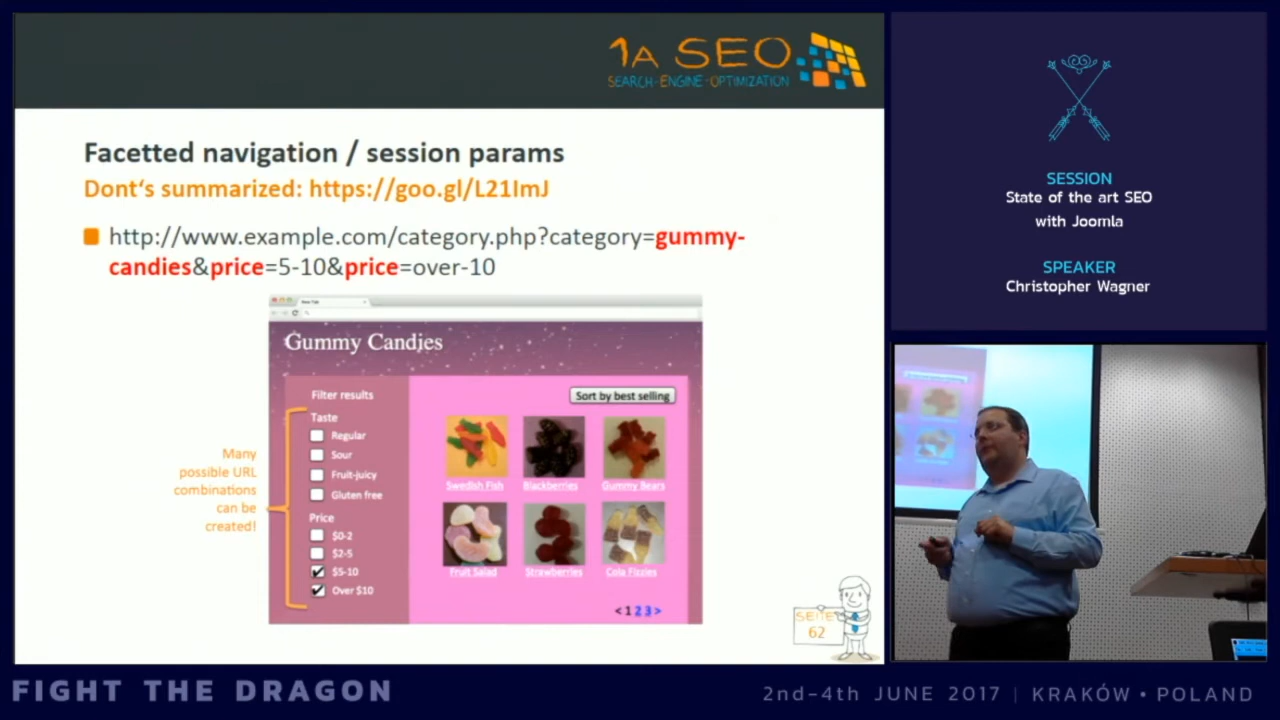 1A SEO
SEARCH-ENGINE-OPTIMIZATION
Facetted navigation / session params
Dont's summarized: https://goo.gl/L21ImJ
http://www.example.com/category.php?category=gummy-
candies&price=5-10&price=over-10
New Tab
Gummy Candies
Filter results
Sort by best selling
Taste
Regular
Sour
Fruit-juicy
Gluten free
Price
$0-2
$2-5
$5-10
Over $10
Many
possible URL
combinations
can be
created!
Swedish Fish
Blackberries
Gummy Bears
Fruit Salad
Strawberries
Cola Fizzies
< 1 2 3 >
SEITE
62
SESSION
State of the art SEO
with Joomla
SPEAKER
Christopher Wagner
FIGHT THE DRAGON
2nd-4th JUNE 2017 | KRAKÓW • POLAND